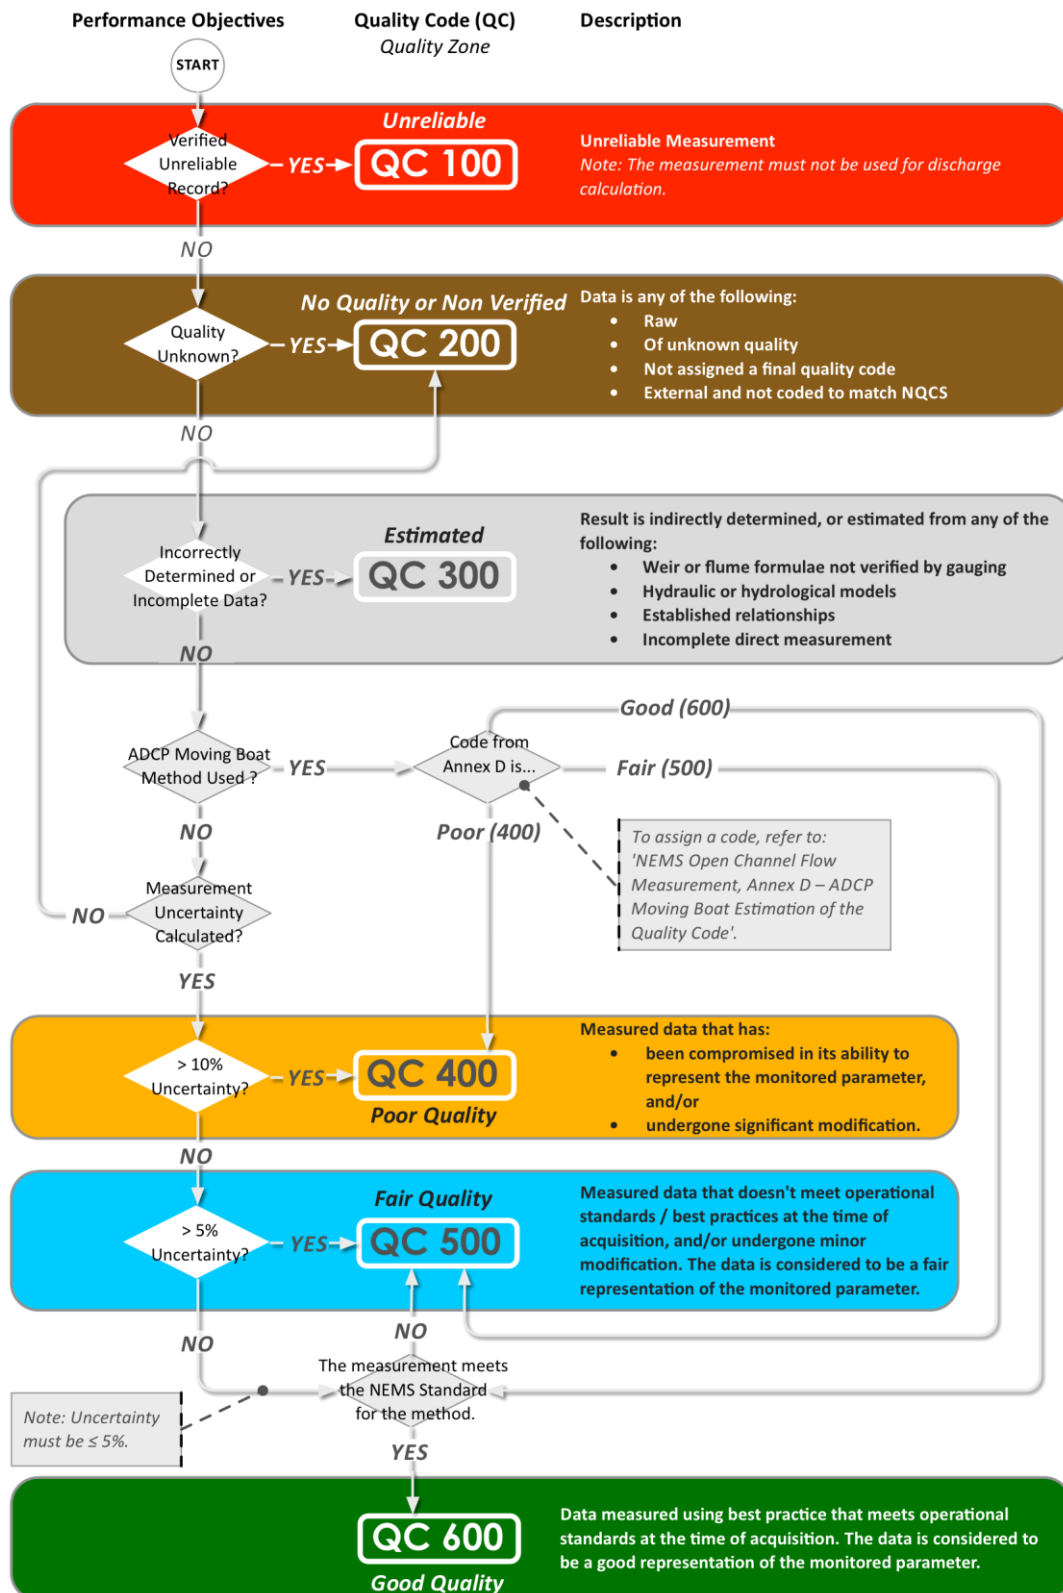 Performance Objectives
Quality Code (QC)
Quality Zone
Description
START
Verified
Unreliable
Record?
YES
Unreliable
QC 100
Unreliable Measurement
Note: The measurement must not be used for discharge
calculation.
NO
Quality
Unknown?
YES
No Quality or Non Verified
QC 200
Data is any of the following:
• Raw
• Of unknown quality
• Not assigned a final quality code
• External and not coded to match NQCS
NO
Incorrectly
Determined or
Incomplete Data?
YES
Estimated
QC 300
Result is indirectly determined, or estimated from any of the
following:
• Weir or flume formulae not verified by gauging
• Hydraulic or hydrological models
• Established relationships
• Incomplete direct measurement
NO
ADCP Moving Boat
Method Used ?
YES
Code from
Annex D is...
Good (600)
Fair (500)
Poor (400)
To assign a code, refer to:
'NEMS Open Channel Flow
Measurement, Annex D – ADCP
Moving Boat Estimation of the
Quality Code'.
NO
Measurement
Uncertainty
Calculated?
NO
YES
> 10%
Uncertainty?
YES
QC 400
Poor Quality
Measured data that has:
• been compromised in its ability to
represent the monitored parameter,
and/or
• undergone significant modification.
NO
> 5%
Uncertainty?
YES
Fair Quality
QC 500
Measured data that doesn't meet operational
standards / best practices at the time of
acquisition, and/or undergone minor
modification. The data is considered to be a fair
representation of the monitored parameter.
NO
NO
The measurement meets
the NEMS Standard
for the method.
Note: Uncertainty
must be ≤ 5%.
YES
QC 600
Good Quality
Data measured using best practice that meets operational
standards at the time of acquisition. The data is considered to
be a good representation of the monitored parameter.